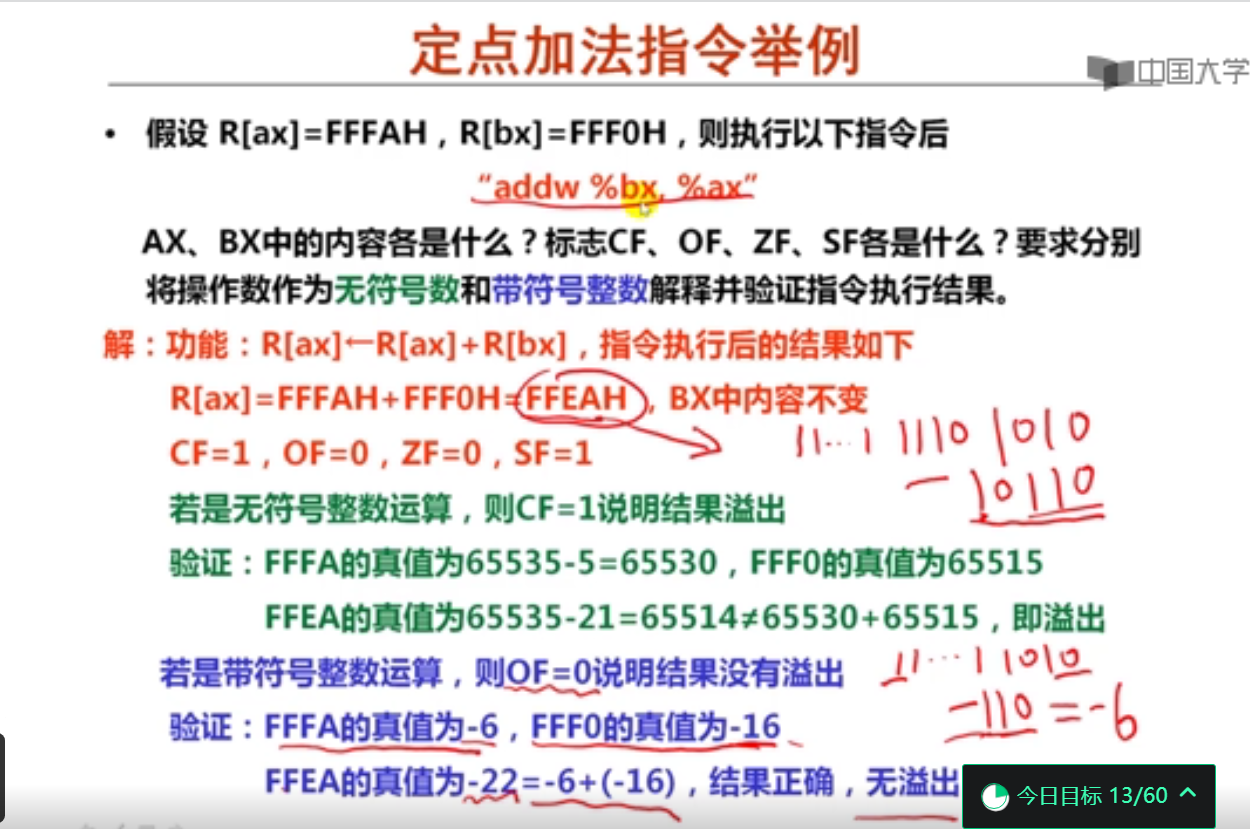 定点加法指令举例
中国大学
• 假设 R[ax]=FFFAH，R[bx]=FFF0H，则执行以下指令后
“addw %bx, %ax”
AX、BX中的内容各是什么？标志CF、OF、ZF、SF各是什么？要求分别
将操作数作为无符号数和带符号整数解释并验证指令执行结果。
解：功能：R[ax]←R[ax]+R[bx]，指令执行后的结果如下
R[ax]=FFFAH+FFF0H=FFEAH，BX中内容不变
11…1 1110 1010
CF=1，OF=0，ZF=0，SF=1
-10110
若是无符号整数运算，则CF=1说明结果溢出
验证：FFFA的真值为65535-5=65530，FFF0的真值为65515
FFEA的真值为65535-21=65514≠65530+65515，即溢出
若是带符号整数运算，则OF=0说明结果没有溢出
11…1 1010
验证：FFFA的真值为-6，FFF0的真值为-16
-110=-6
FFEA的真值为-22=-6+(-16)，结果正确，无溢出
今日目标 13/60